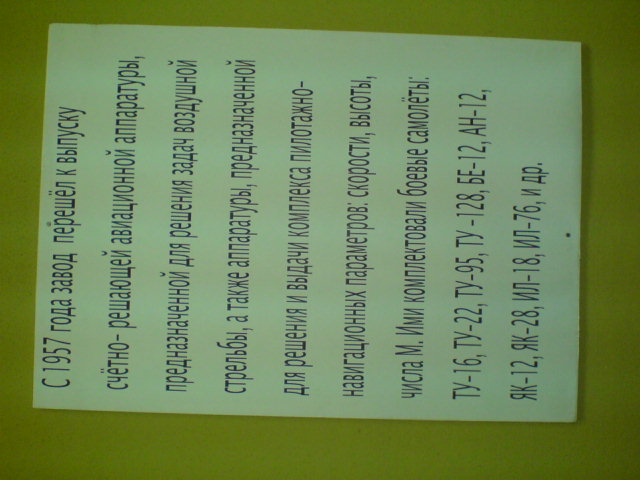 С 1957 года завод перешёл к выпуску
счётно- решающей авиационной аппаратуры,
предназначенной для решения задач воздушной
стрельбы, а также аппаратуры, предназначенной
для решения и выдачи комплекса пилотажно-
навигационных параметров: скорости, высоты,
числа М. Ими комплектовали боевые самолёты:
ТУ-16, ТУ-22, ТУ-95, ТУ -128, БЕ-12, АН-12,
ЯК-12, ЯК-28, ИЛ-18, ИЛ-76, и др.